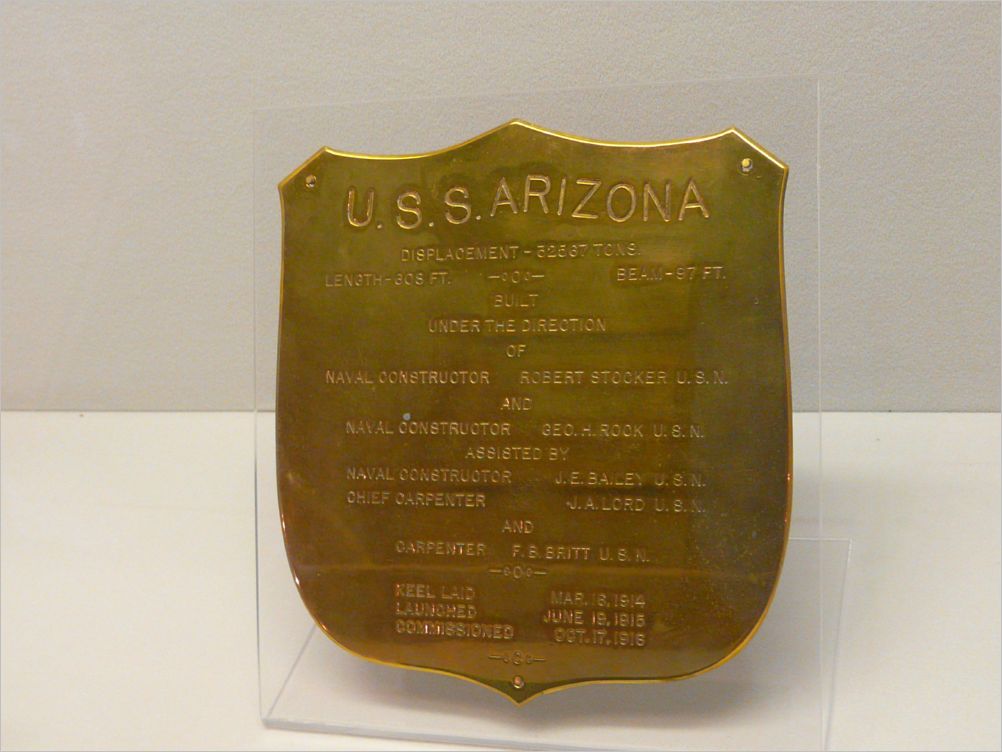 U.S.S. ARIZONA
DISPLACEMENT - 32567 TONS.
LENGTH - 608 FT. BEAM - 97 FT.
BUILT
UNDER THE DIRECTION
OF
NAVAL CONSTRUCTOR ROBERT STOCKER U.S.N.
AND
NAVAL CONSTRUCTOR GEO. H. ROCK U.S.N.
ASSISTED BY
NAVAL CONSTRUCTOR J.E. BAILEY U.S.N.
CHIEF CARPENTER J.A. LORD U.S.N.
AND
CARPENTER F.B. BRITT U.S.N.
KEEL LAID MAR. 16, 1914
LAUNCHED JUNE 19, 1915
COMMISSIONED OCT. 17, 1916